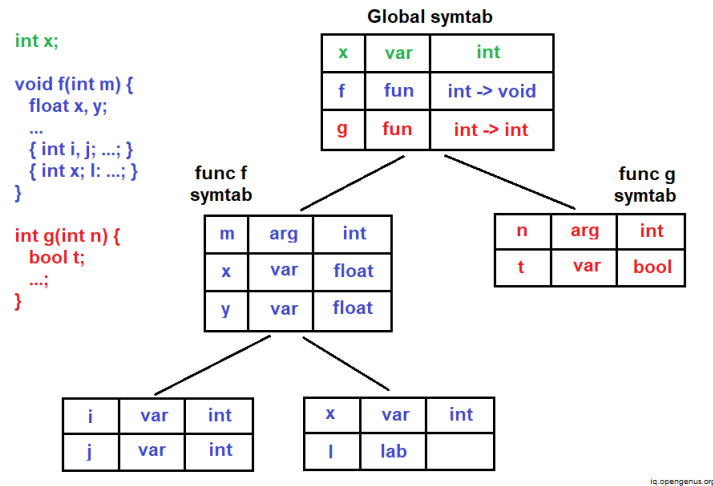 Global symtab
int x;
x var int
void f(int m) {
f fun int -> void
float x, y;
...
g fun int -> int
{ int i, j; ...; }
{ int x; l: ...; }
}
func f
symtab
func g
symtab
int g(int n) {
bool t;
...;
}
m arg int
x var float
y var float
n arg int
t var bool
i var int
j var int
x var int
l lab
iq.opengenus.org